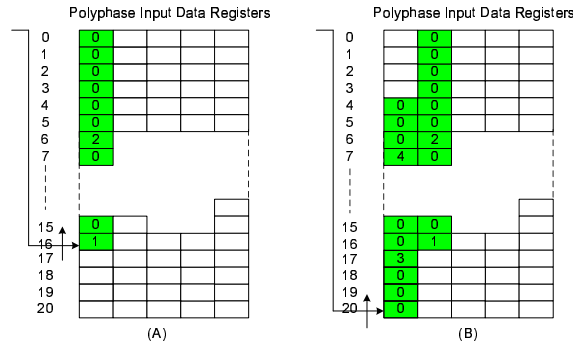 Polyphase Input Data Registers Polyphase Input Data Registers
0 0 0 0
1 0 1 0
2 0 2 0
3 0 3 0
4 0 4 0 0
5 0 5 0 0
6 2 6 0 2
7 0 7 4 0
15 0 15 0 0
16 1 16 0 1
17 17 3
18 18 0
19 19 0
20 20 0
(A) (B)